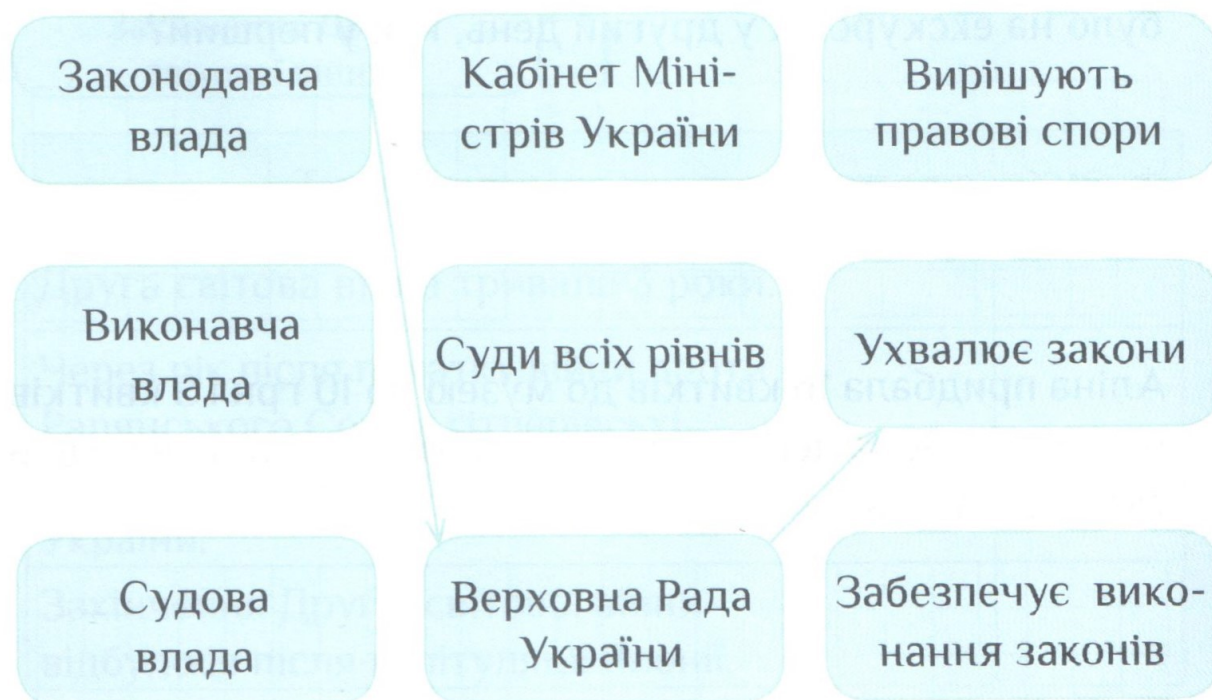 Законодавча
влада
Кабінет Міні-
стрів України
Вирішують
правові спори
Виконавча
влада
Суди всіх рівнів
Ухвалює закони
Судова
влада
Верховна Рада
України
Забезпечує вико-
нання законів